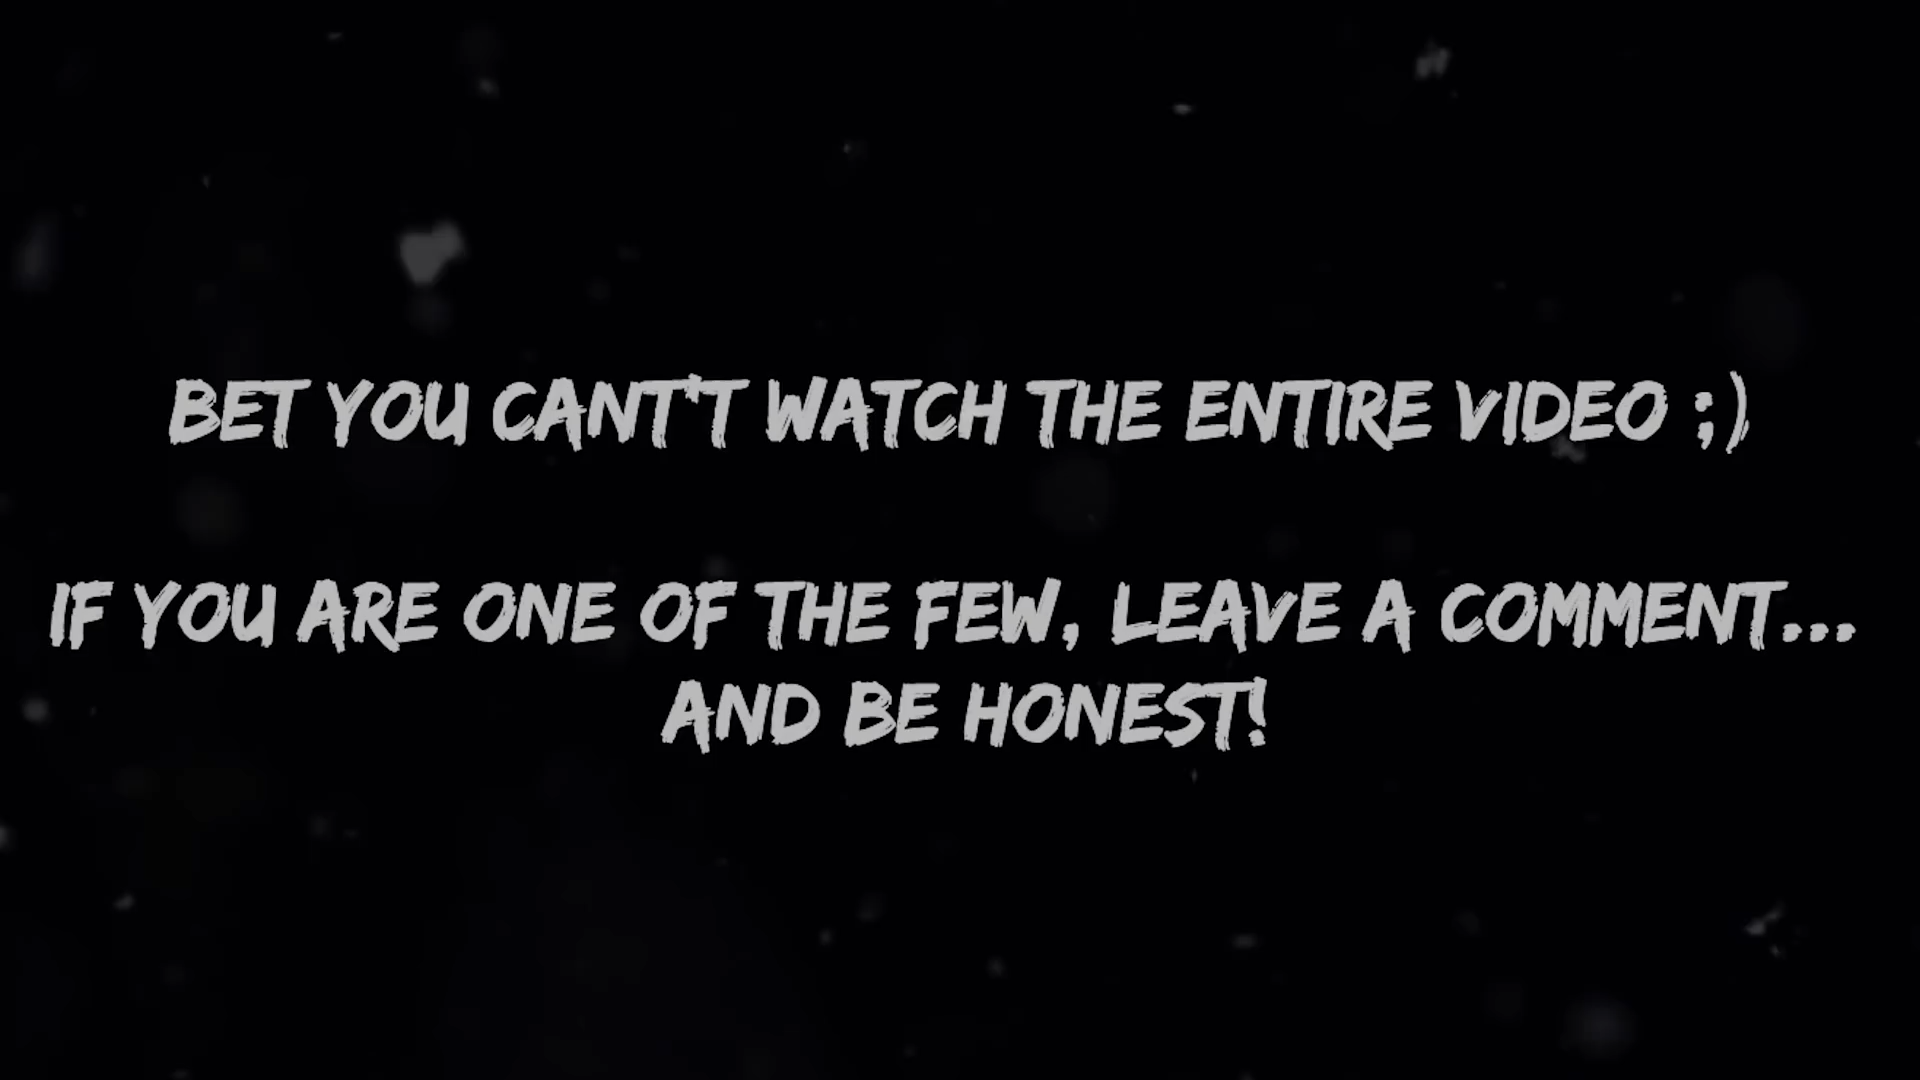 BET YOU CANT'T WATCH THE ENTIRE VIDEO ;)
IF YOU ARE ONE OF THE FEW, LEAVE A COMMENT...
AND BE HONEST!